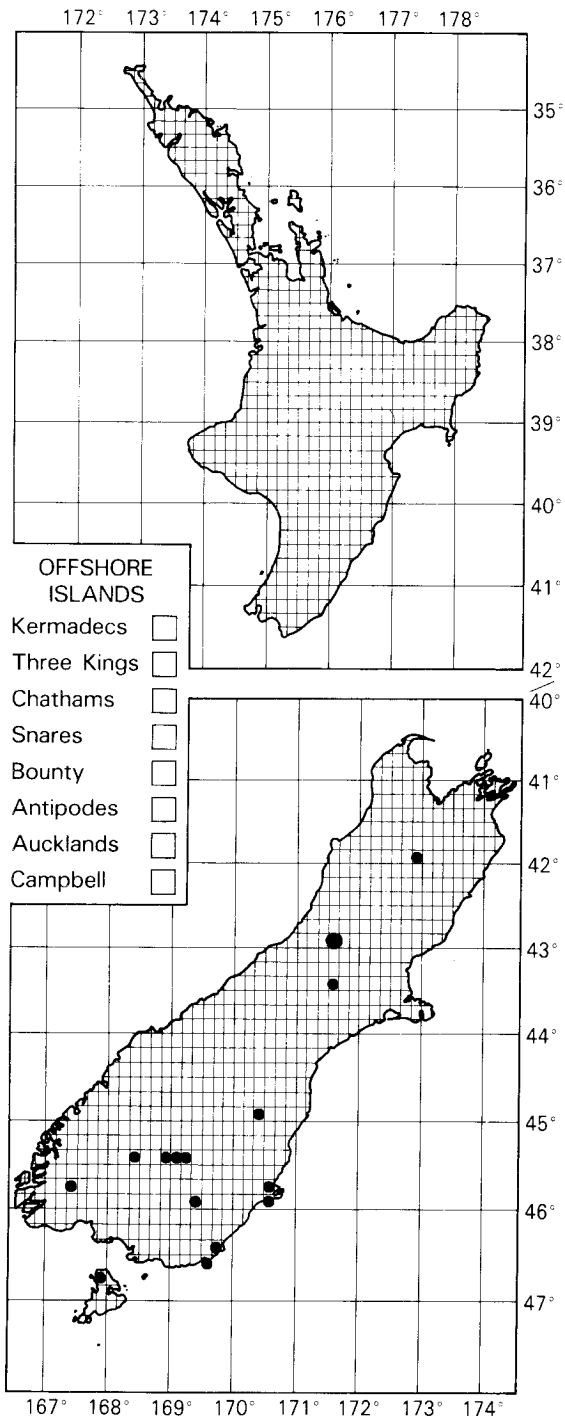 172° 173° 174° 175° 176° 177° 178°
35°
36°
37°
38°
39°
40°
41°
42°
OFFSHORE
ISLANDS
Kermadecs
Three Kings
Chathams
Snares
Bounty
Antipodes
Aucklands
Campbell
40°
41°
42°
43°
44°
45°
46°
47°
167° 168° 169° 170° 171° 172° 173° 174°